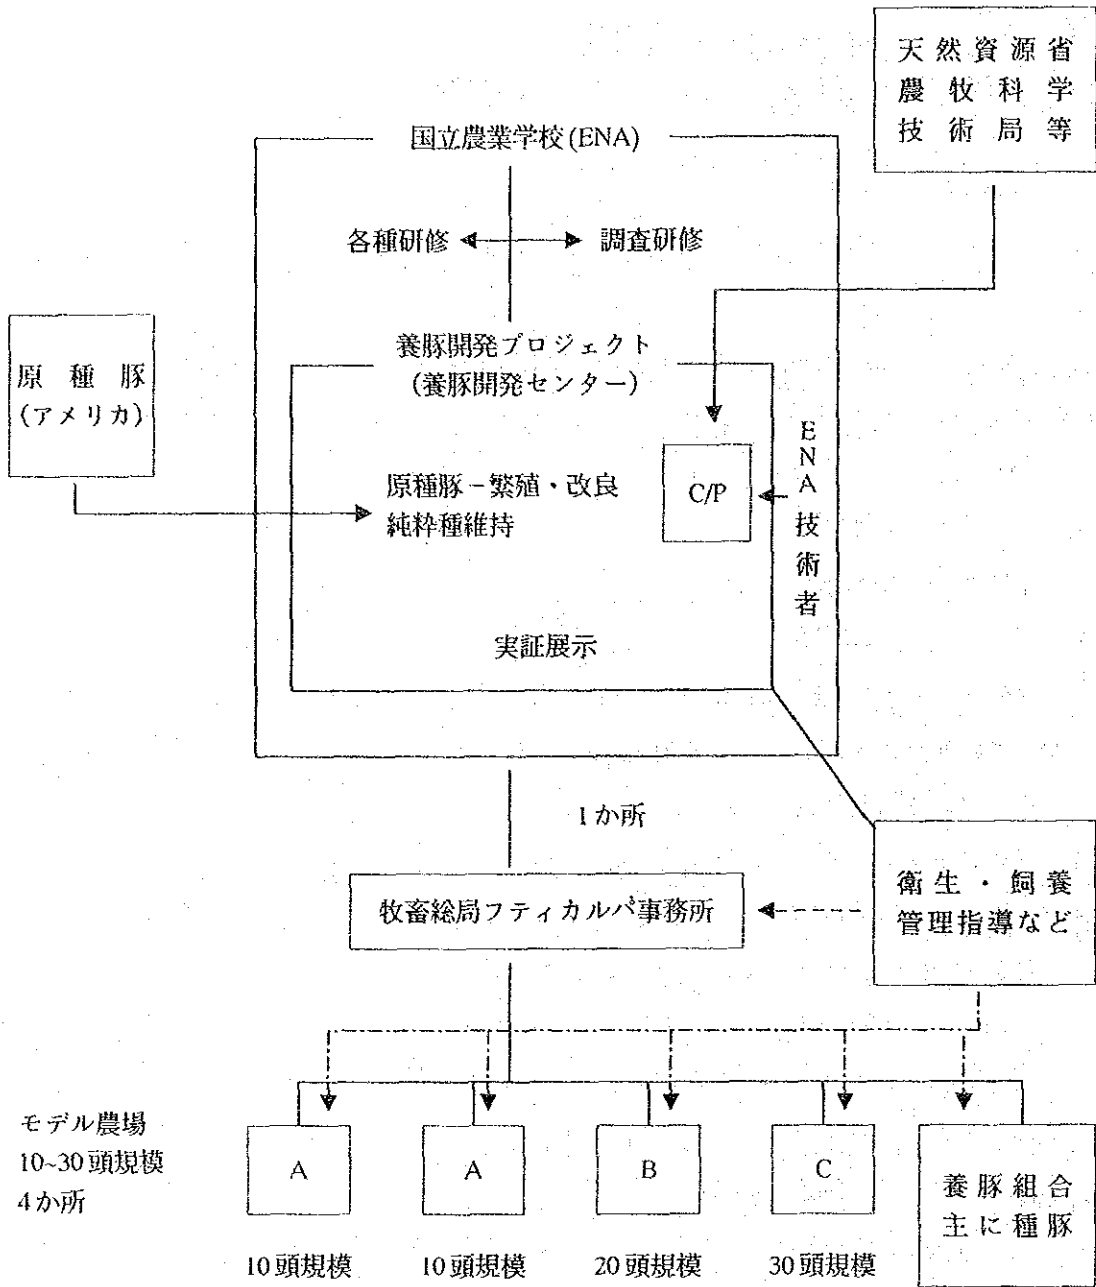 天然資源省
農牧科学
技術局等
国立農業学校(ENA)
各種研修
調査研修
原種豚
(アメリカ)
養豚開発プロジェクト
(養豚開発センター)
原種豚－繁殖・改良
純粋種維持
C/P
ENA技術者
実証展示
1か所
牧畜総局フティカルパ事務所
衛生・飼養
管理指導など
モデル農場
10~30頭規模
4か所
A
A
B
C
養豚組合
主に種豚
10頭規模
10頭規模
20頭規模
30頭規模